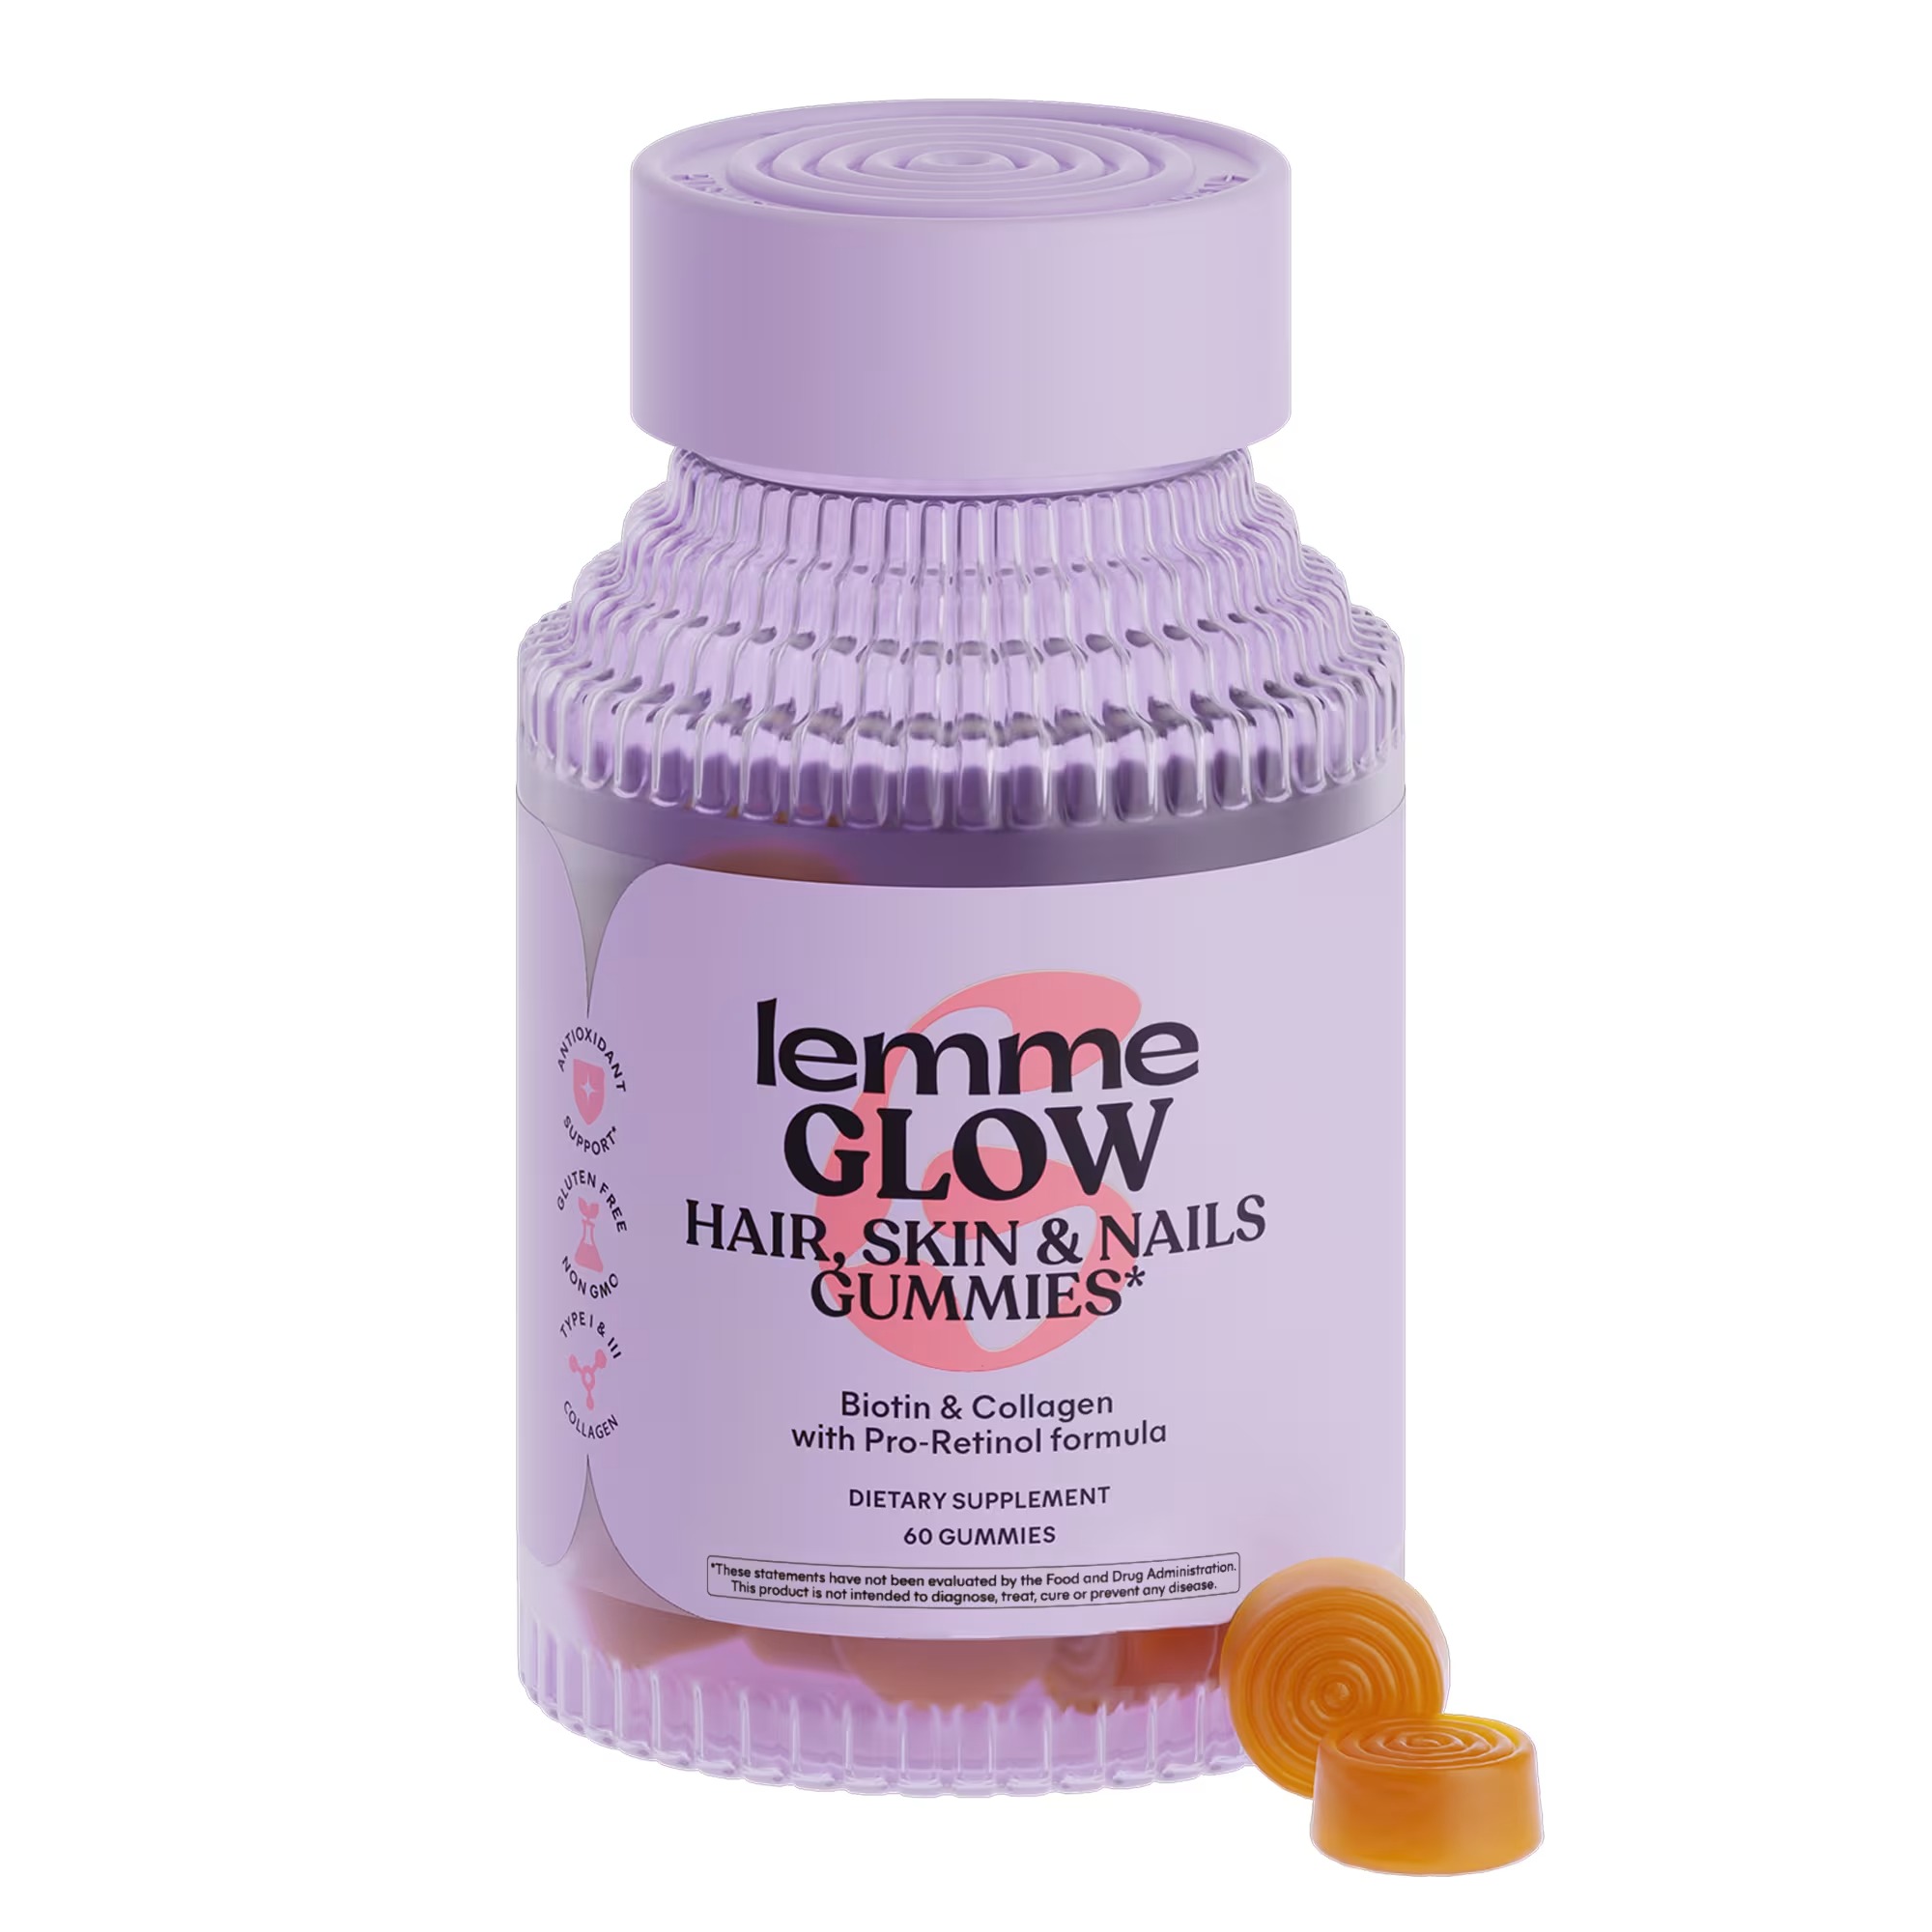 lemme
GLOW
HAIR, SKIN & NAILS
GUMMIES*
Biotin & Collagen
with Pro-Retinol formula
DIETARY SUPPLEMENT
60 GUMMIES
*These statements have not been evaluated by the Food and Drug Administration.
This product is not intended to diagnose, treat, cure or prevent any disease.
ANTIOXIDANT
SUPPORT*
GLUTEN FREE
NON GMO
TYPE I & III
COLLAGEN